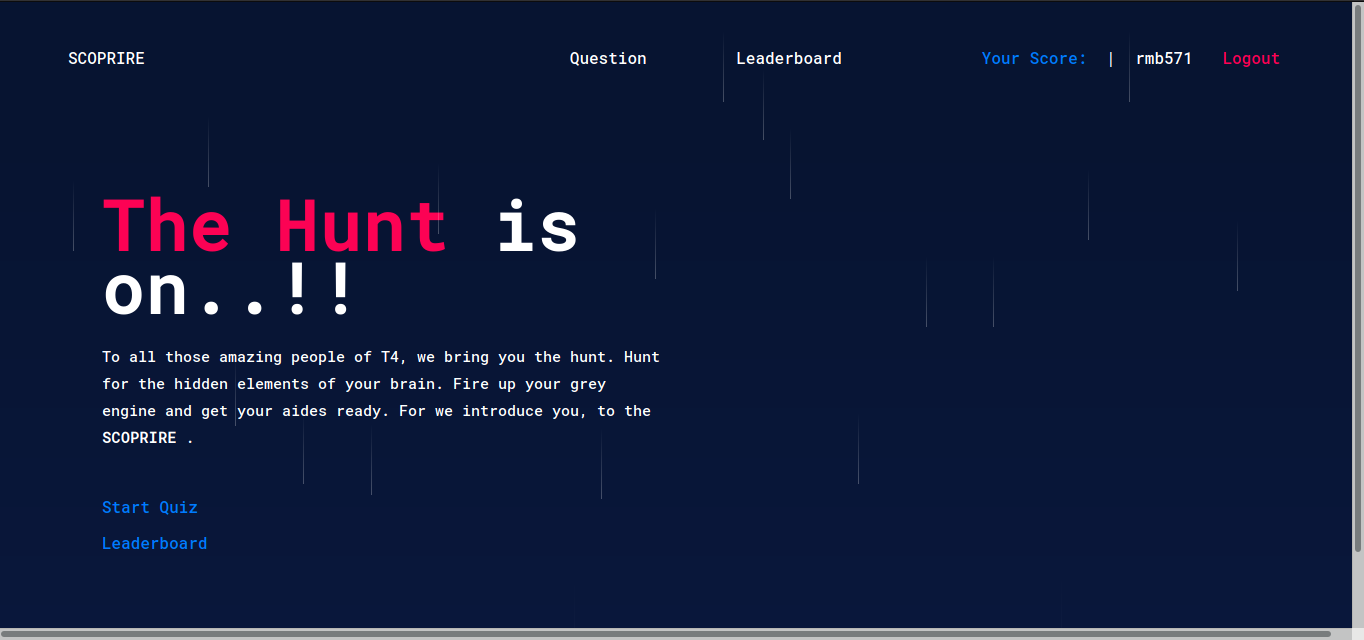 SCOPRIRE Question Leaderboard Your Score: | rmb571 Logout
The Hunt is
on..!!
To all those amazing people of T4, we bring you the hunt. Hunt
for the hidden elements of your brain. Fire up your grey
engine and get your aides ready. For we introduce you, to the
SCOPRIRE .
Start Quiz
Leaderboard